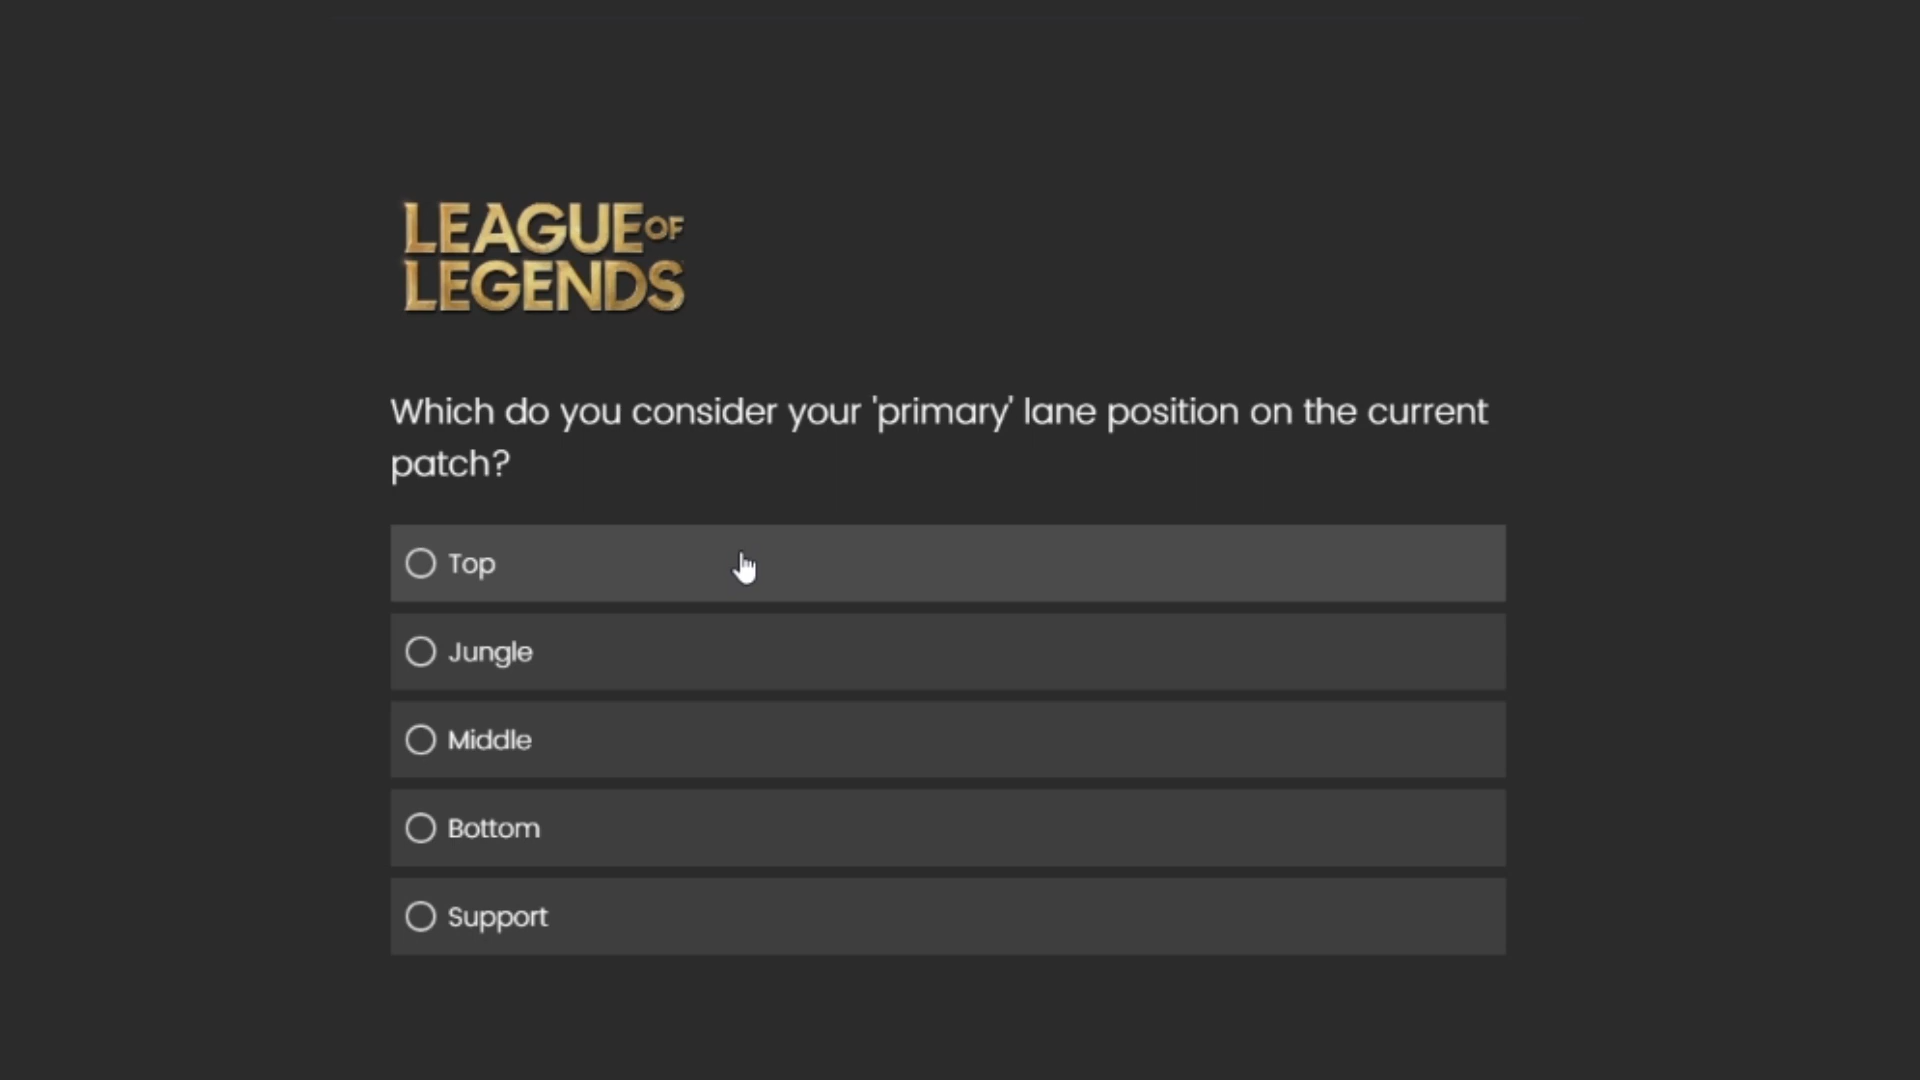 LEAGUE OF
LEGENDS
Which do you consider your 'primary' lane position on the current
patch?
Top
Jungle
Middle
Bottom
Support